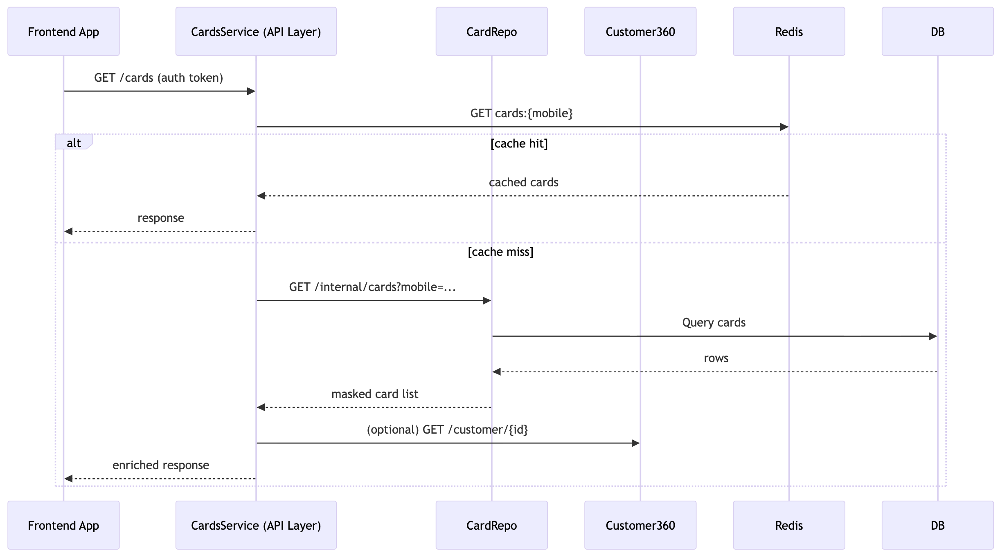 Frontend App
CardsService (API Layer)
CardRepo
Customer360
Redis
DB
GET /cards (auth token)
GET cards:{mobile}
alt
[cache hit]
cached cards
response
[cache miss]
GET /internal/cards?mobile=...
Query cards
rows
masked card list
(optional) GET /customer/{id}
enriched response
Frontend App
CardsService (API Layer)
CardRepo
Customer360
Redis
DB